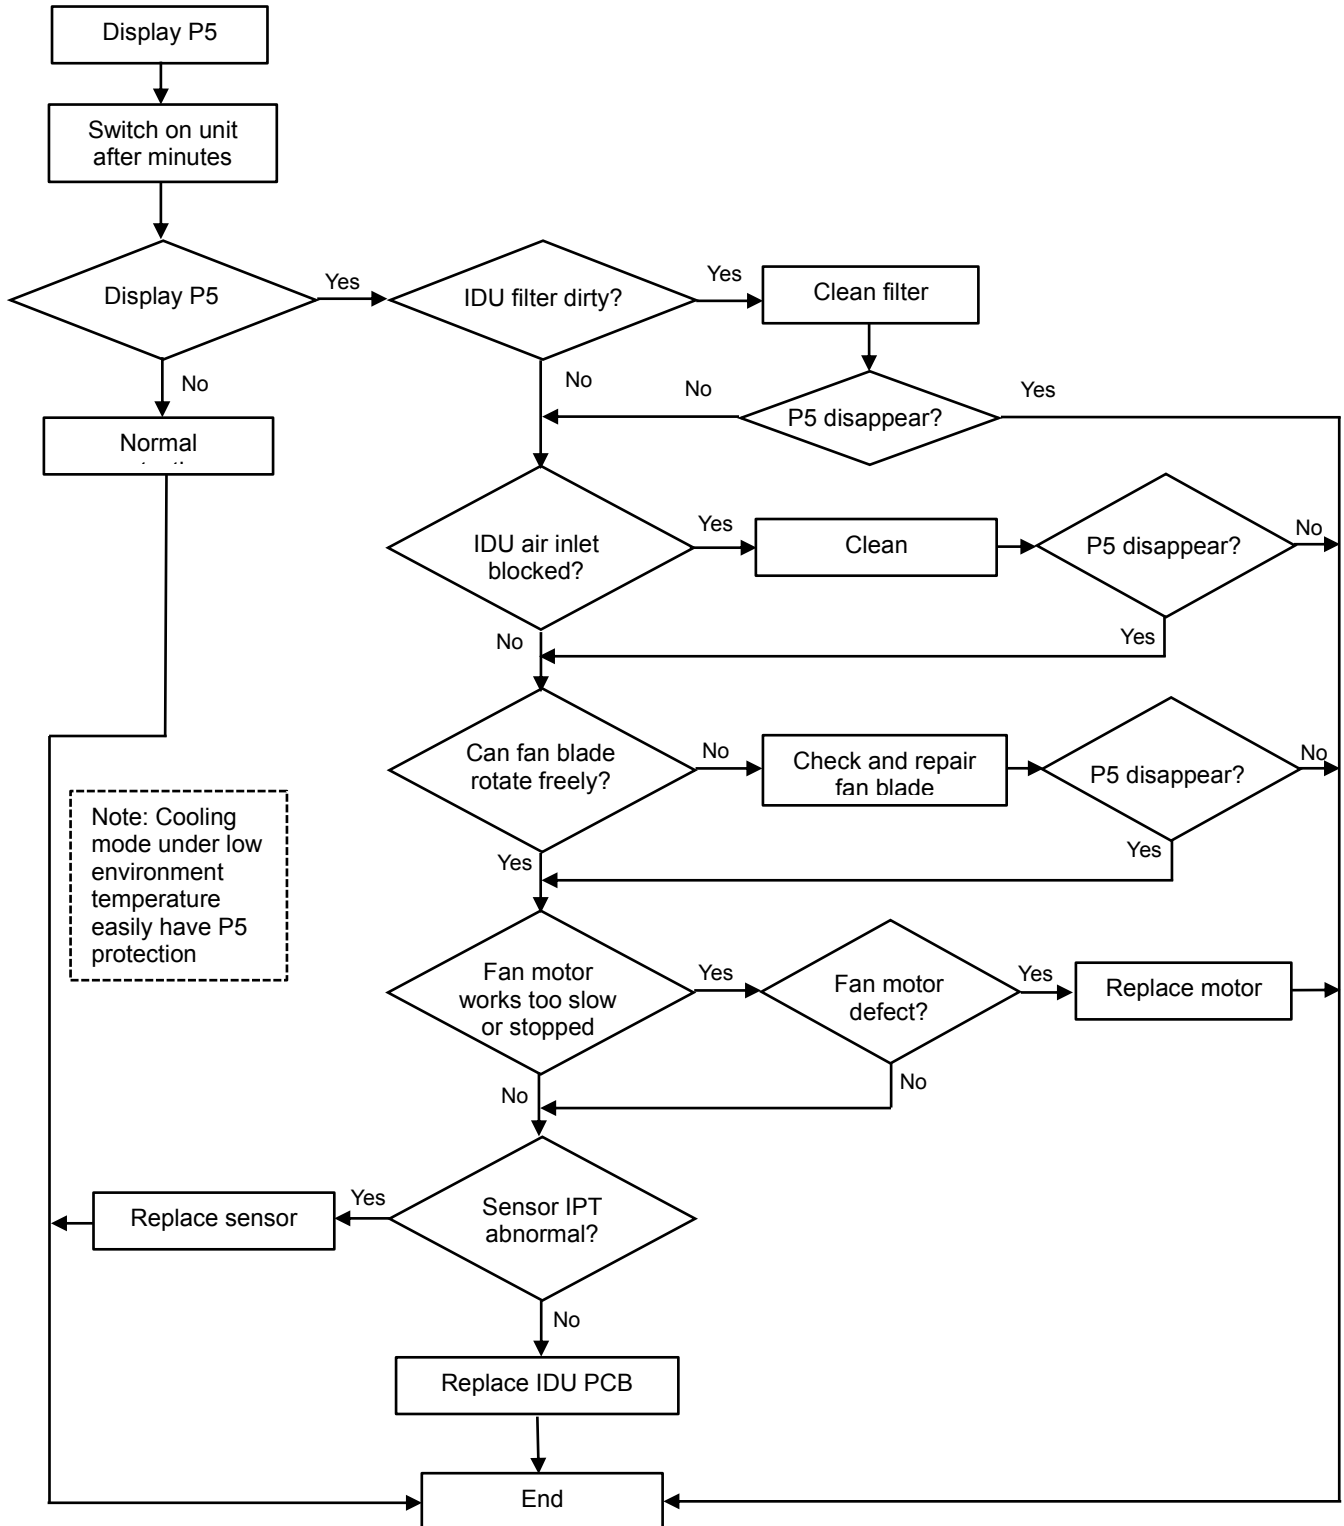 Display P5
Switch on unit
after minutes
Display P5
Yes
IDU filter dirty?
Yes
Clean filter
No
No
No
P5 disappear?
Yes
Normal
IDU air inlet
blocked?
Yes
Clean
P5 disappear?
No
No
Yes
Can fan blade
rotate freely?
No
Check and repair
fan blade
P5 disappear?
No
Yes
Yes
Note: Cooling
mode under low
environment
temperature
easily have P5
protection
Fan motor
works too slow
or stopped
Yes
Fan motor
defect?
Yes
Replace motor
No
No
Sensor IPT
abnormal?
Yes
Replace sensor
No
Replace IDU PCB
End